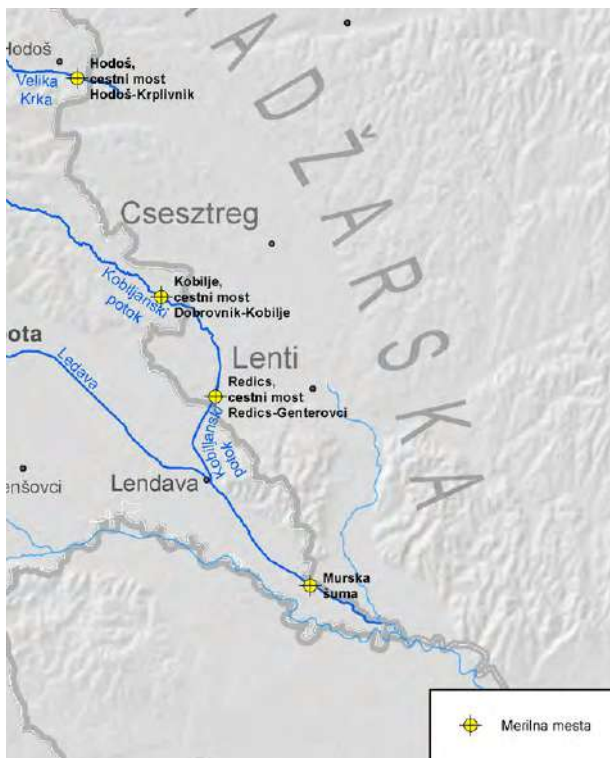 MADŽARSKA
Hodoš
Hodoš,
cestni most
Hodoš-Krplivnik
Velika
Krka
Csesztreg
Kobilje,
cestni most
Dobrovnik-Kobilje
Kobiljanski
potok
ota
Ledava
Lenti
Redics,
cestni most
Redics-Genterovci
Kobiljanski
potok
enšovci
Lendava
Murska
šuma
Merilna mesta